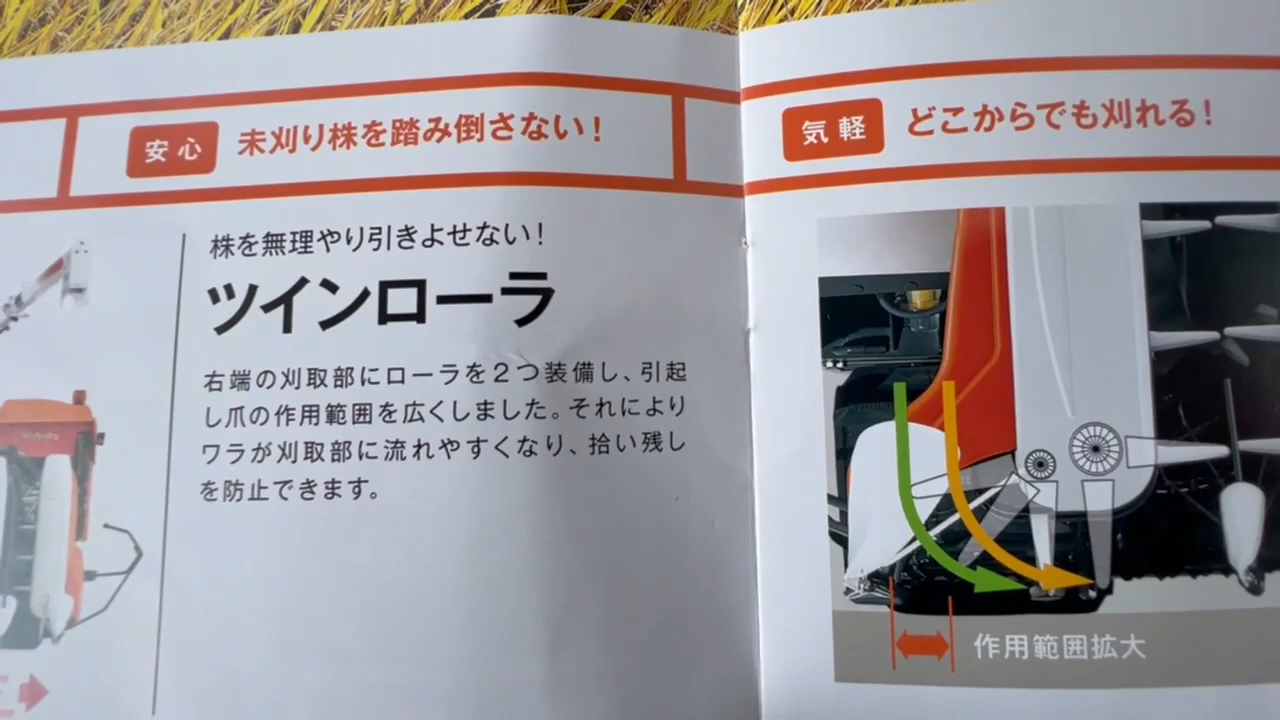 安心 未刈り株を踏み倒さない!
株を無理やり引きよせない!
ツインローラ
右端の刈取部にローラを2つ装備し、引起
し爪の作用範囲を広くしました。それにより
ワラが刈取部に流れやすくなり、拾い残し
を防止できます。
Kubota
気軽 どこからでも刈れる!
作用範囲拡大